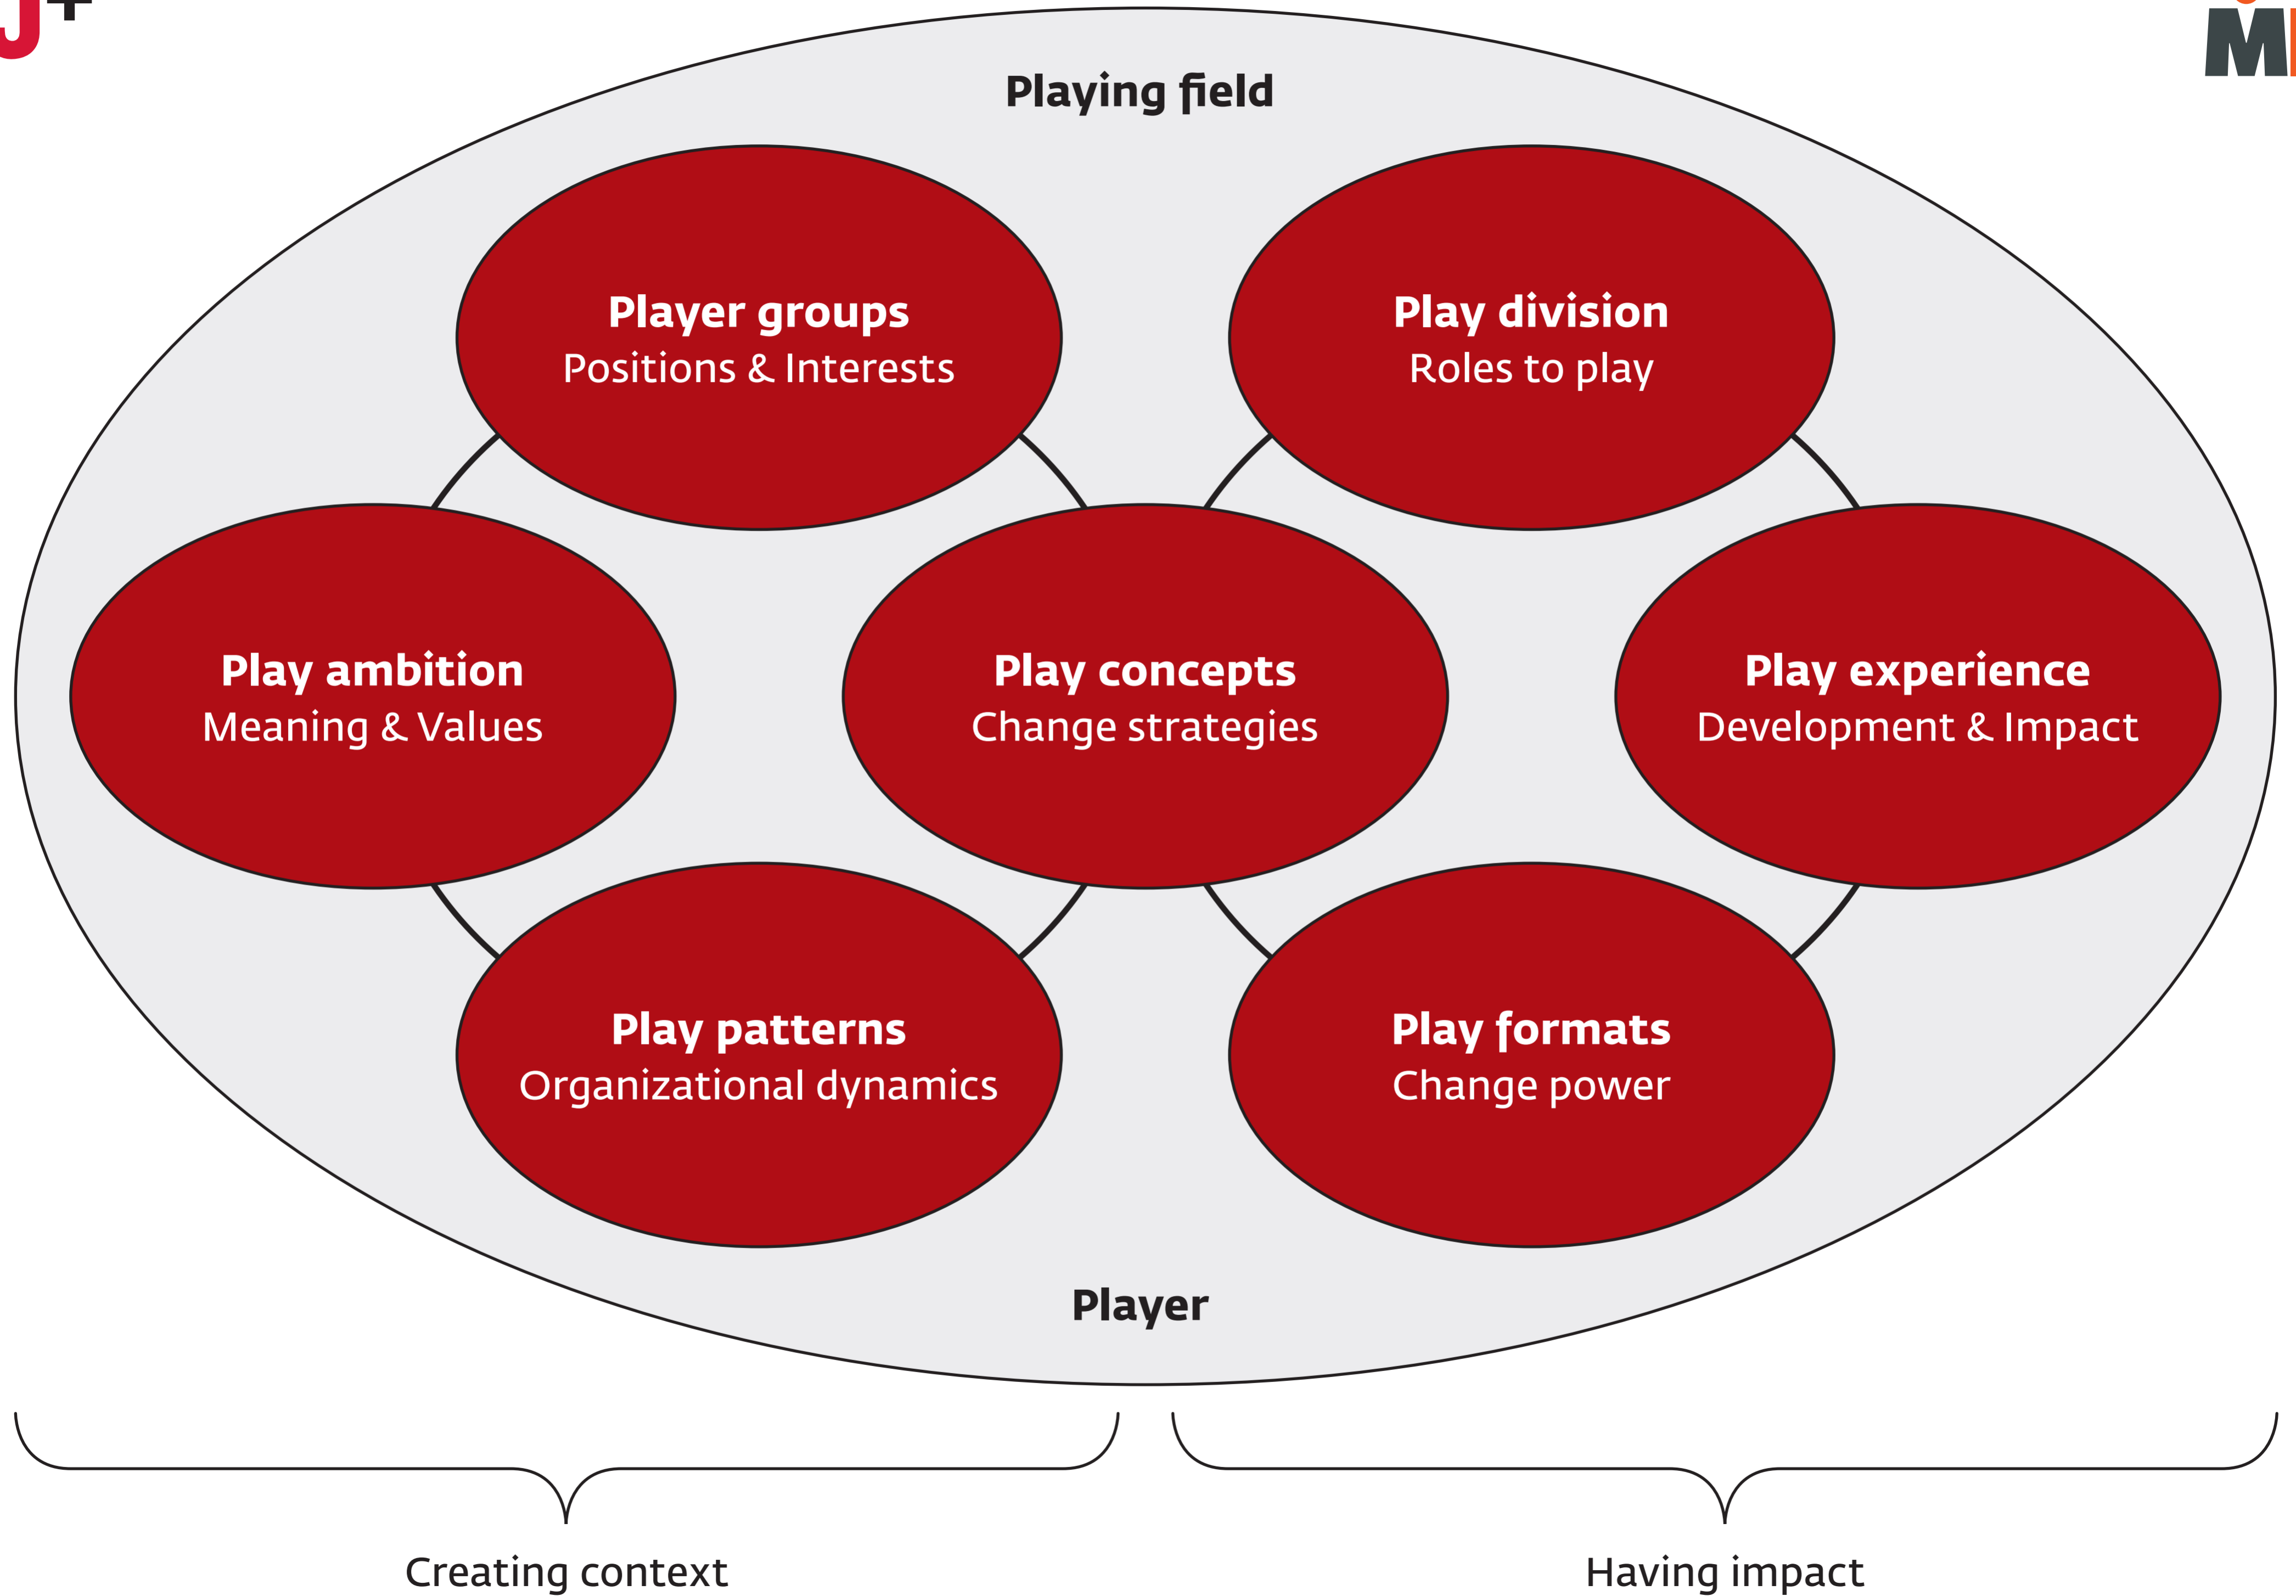 J+
M
Playing field
Player groups
Positions & Interests
Play division
Roles to play
Play ambition
Meaning & Values
Play concepts
Change strategies
Play experience
Development & Impact
Play patterns
Organizational dynamics
Play formats
Change power
Player
Creating context
Having impact